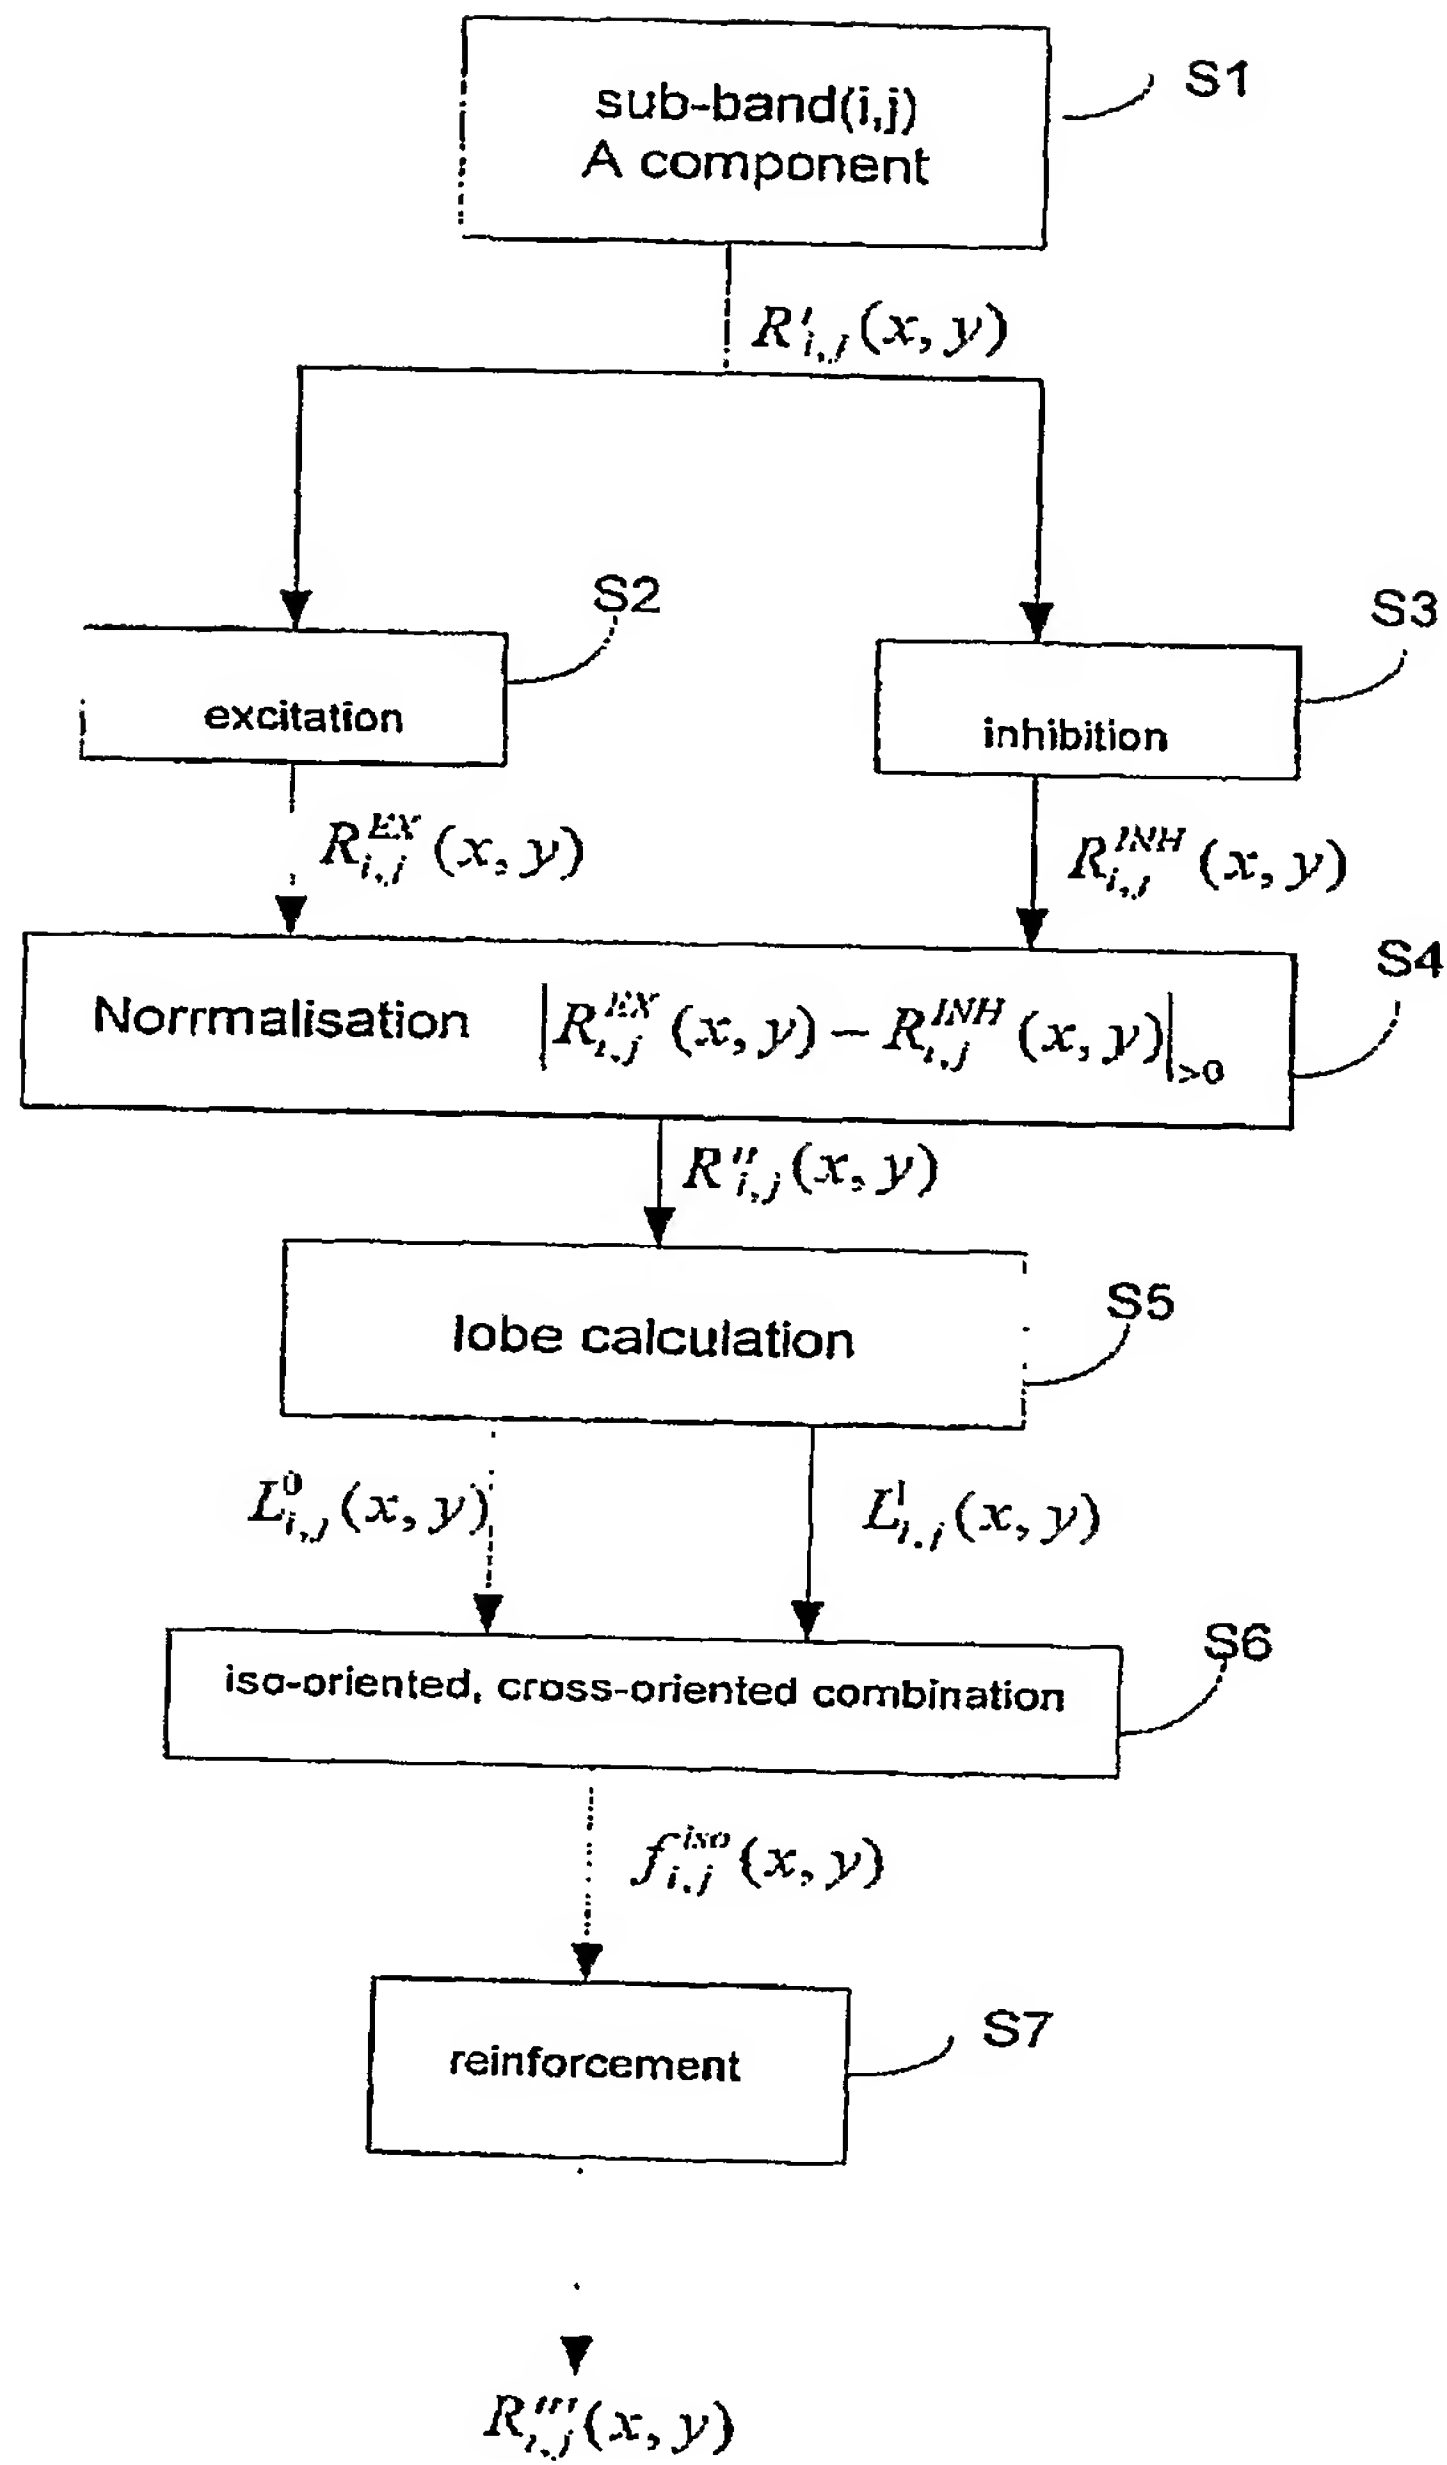 sub-band(i,j)
A component
S1
R'i,j(x, y)
S2
S3
excitation
inhibition
R^EX i,j(x, y)
R^INH i,j(x, y)
S4
Norrmalisation |R^EX i,j(x, y) – R^INH i,j(x, y)|>0
R''i,j(x, y)
S5
lobe calculation
L^0 i,j(x, y)
L^1 i,j(x, y)
S6
iso-oriented, cross-oriented combination
f^iso i,j(x, y)
S7
reinforcement
R'''i,j(x, y)